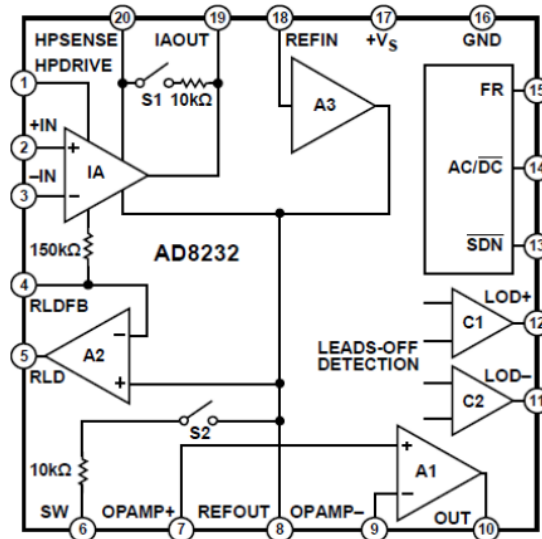 20 19 18 17 16
HPSENSE IAOUT REFIN +VS GND
HPDRIVE
1
S1 10kΩ
A3
FR 15
+IN
2
+
IA
–IN
3
–
AC/DC 14
150kΩ
AD8232
SDN 13
4
RLDFB
LOD+
C1
12
–
A2
5
RLD
+
LEADS-OFF
DETECTION
LOD–
C2
11
S2
10kΩ
+
A1
–
SW OPAMP+ REFOUT OPAMP– OUT
6 7 8 9 10